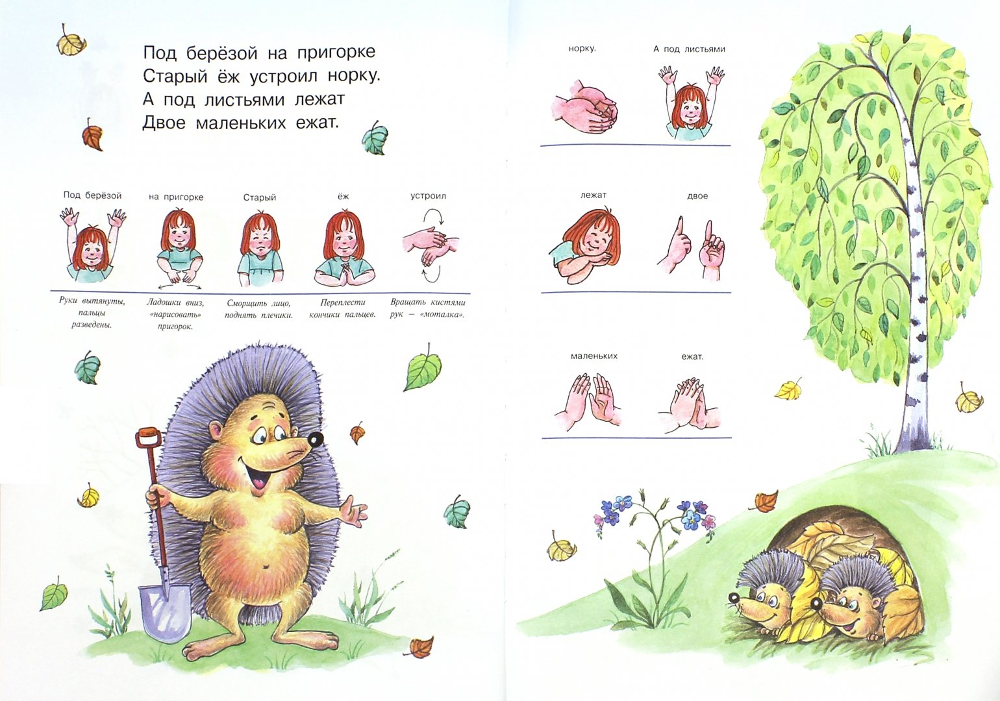 Под берёзой на пригорке
Старый ёж устроил норку.
А под листьями лежат
Двое маленьких ежат.
Под берёзой на пригорке Старый ёж устроил
Руки вытянуты, пальцы разведены.
Ладошки вниз, «нарисовать» пригорок.
Сморщить лицо, поднять плечики.
Переплести кончики пальцев.
Вращать кистями рук – «моталка».
норку. А под листьями
лежат двое
маленьких ежат.